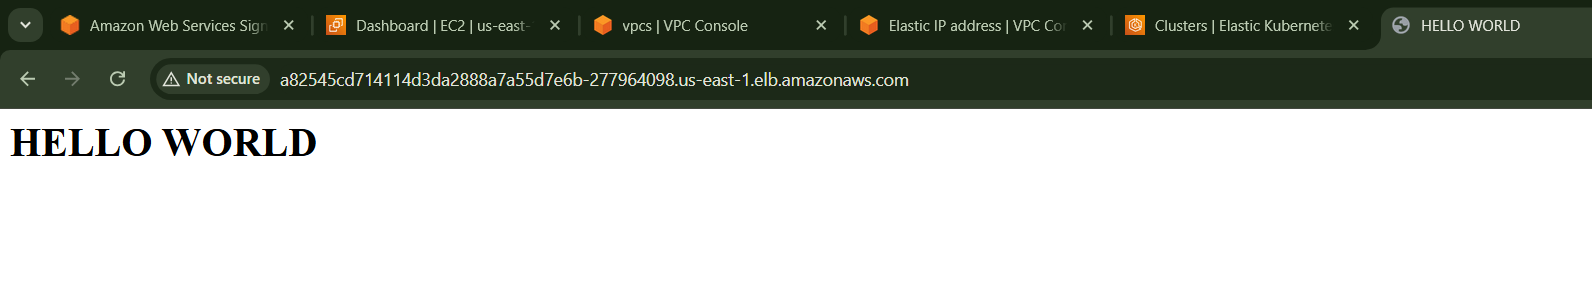 Amazon Web Services Sign
Dashboard | EC2 | us-east-
vpcs | VPC Console
Elastic IP address | VPC Co
Clusters | Elastic Kubernete
HELLO WORLD
Not secure
a82545cd714114d3da2888a7a55d7e6b-277964098.us-east-1.elb.amazonaws.com
HELLO WORLD